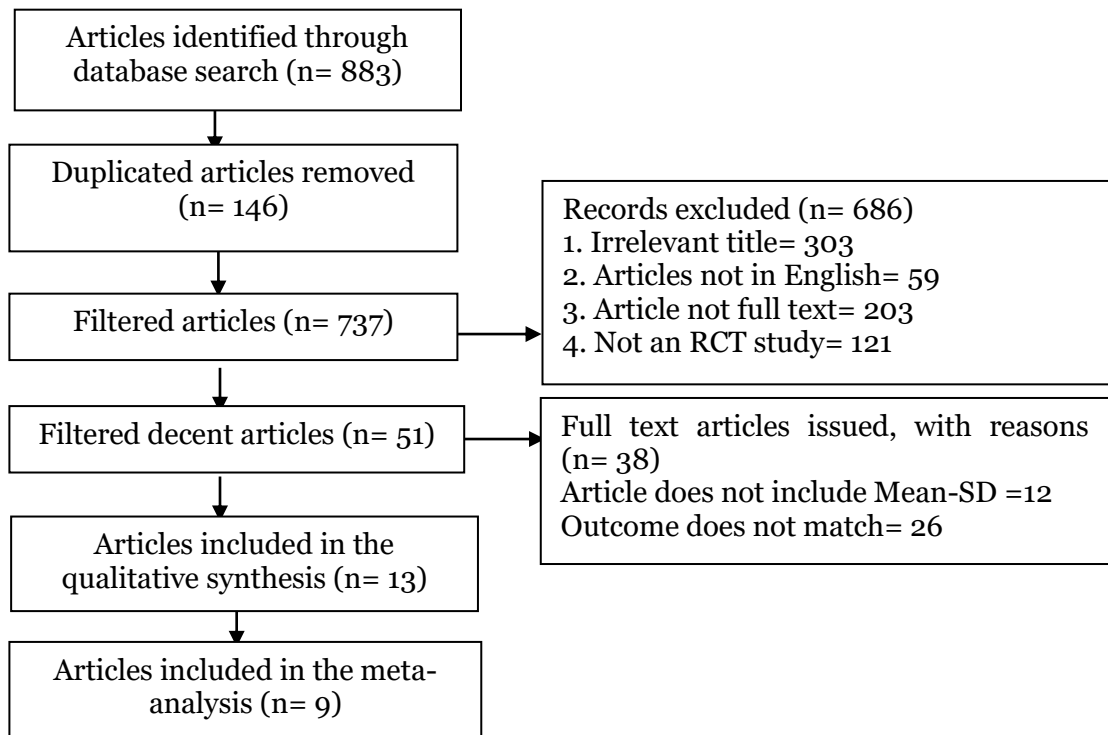 Articles identified through
database search (n= 883)
Duplicated articles removed
(n= 146)
Records excluded (n= 686)
1. Irrelevant title= 303
2. Articles not in English= 59
3. Article not full text= 203
4. Not an RCT study= 121
Filtered articles (n= 737)
Filtered decent articles (n= 51)
Full text articles issued, with reasons
(n= 38)
Article does not include Mean-SD =12
Outcome does not match= 26
Articles included in the
qualitative synthesis (n= 13)
Articles included in the meta-
analysis (n= 9)